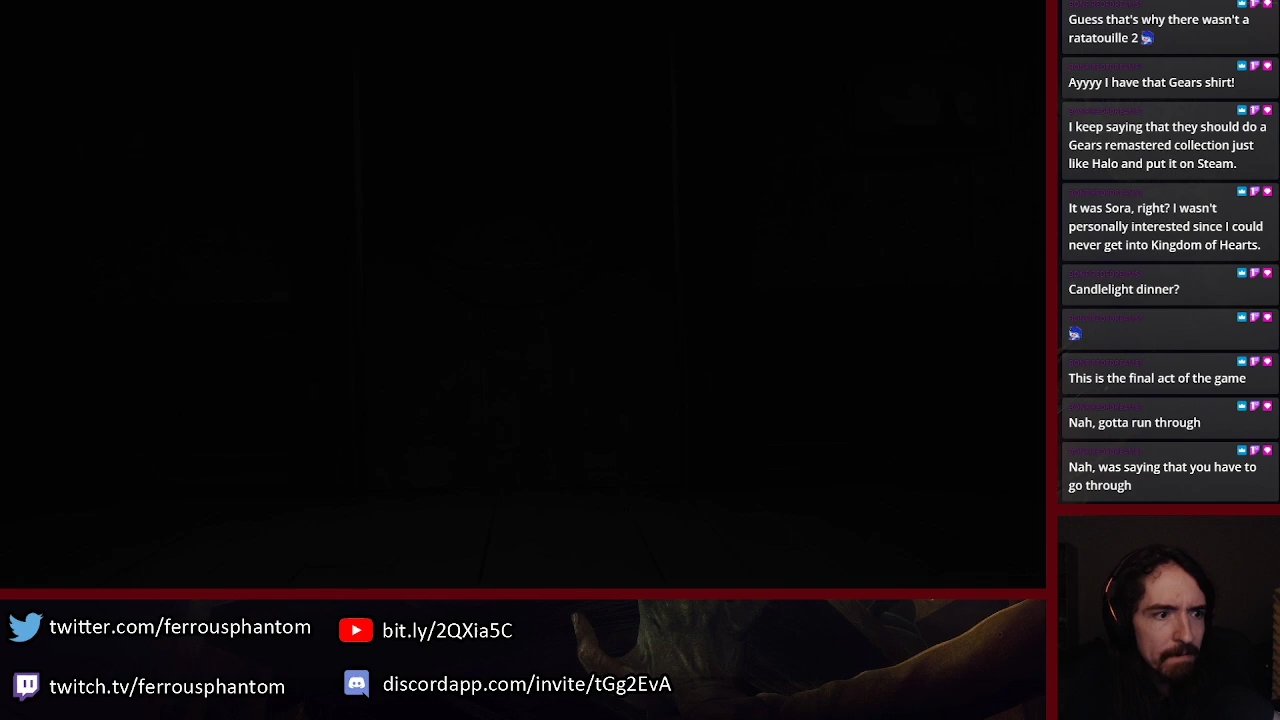 Guess that's why there wasn't a
ratatouille 2
Ayyyy I have that Gears shirt!
I keep saying that they should do a
Gears remastered collection just
like Halo and put it on Steam.
It was Sora, right? I wasn't
personally interested since I could
never get into Kingdom of Hearts.
Candlelight dinner?
This is the final act of the game
Nah, gotta run through
Nah, was saying that you have to
go through
twitter.com/ferrousphantom
bit.ly/2QXia5C
twitch.tv/ferrousphantom
discordapp.com/invite/tGg2EvA